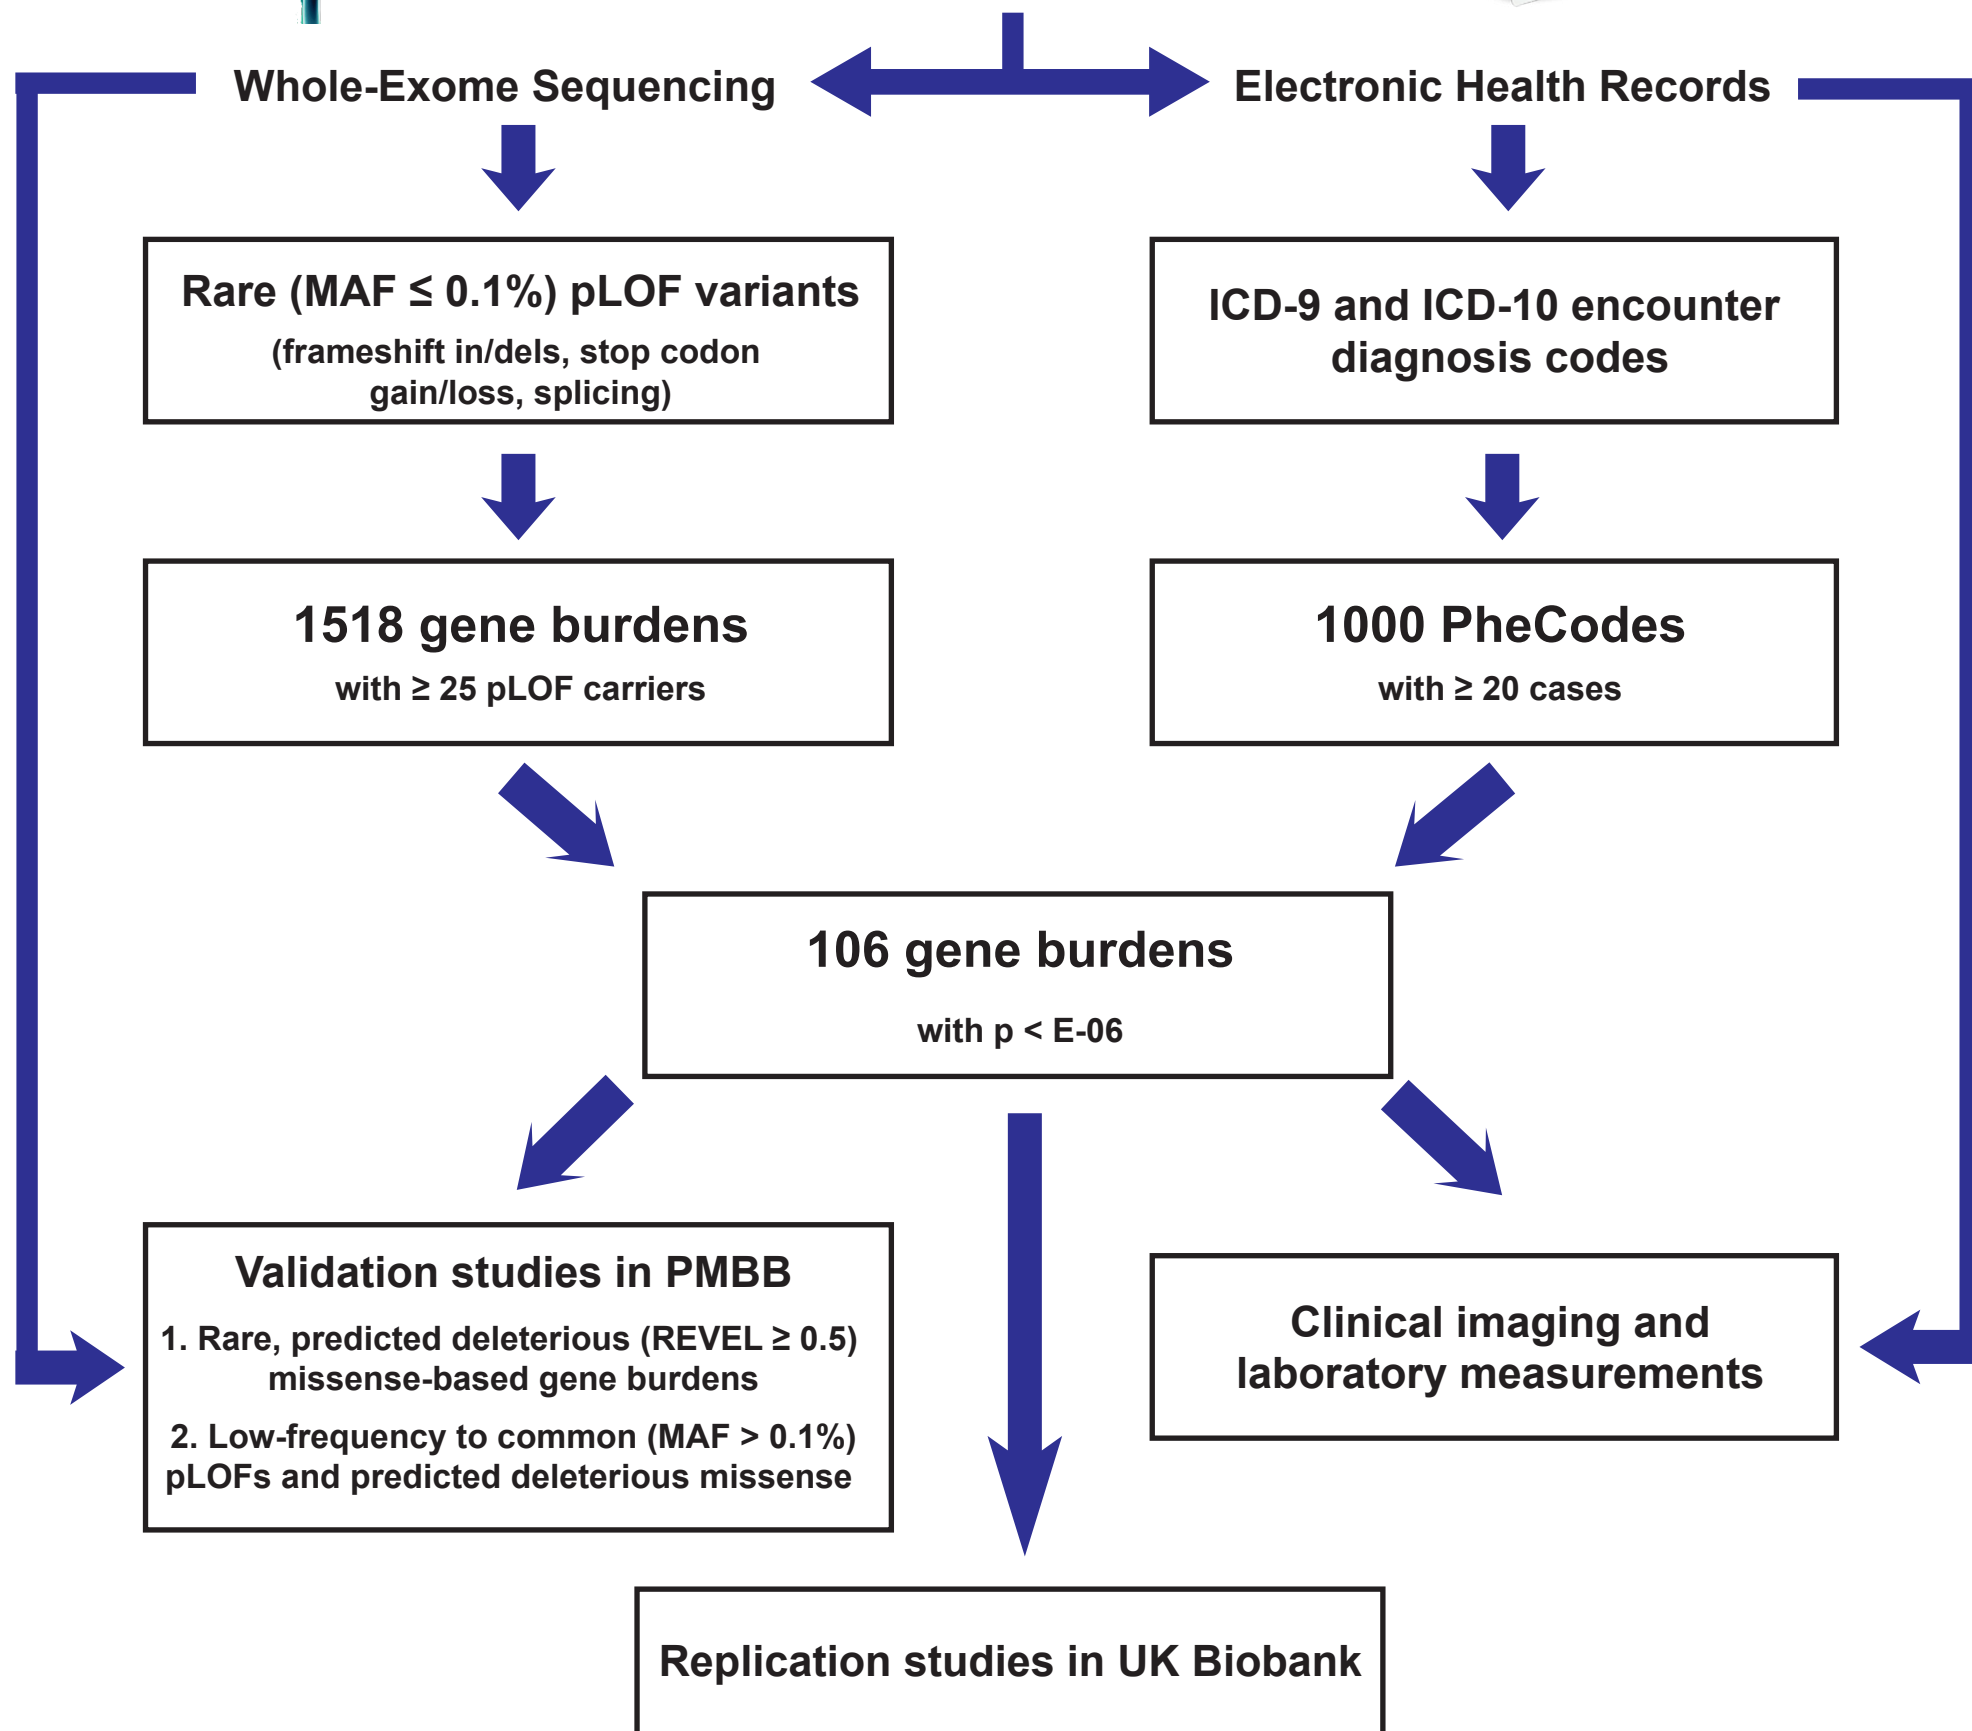 Whole-Exome Sequencing
Electronic Health Records
Rare (MAF ≤ 0.1%) pLOF variants
(frameshift in/dels, stop codon
gain/loss, splicing)
ICD-9 and ICD-10 encounter
diagnosis codes
1518 gene burdens
with ≥ 25 pLOF carriers
1000 PheCodes
with ≥ 20 cases
106 gene burdens
with p < E-06
Validation studies in PMBB
1. Rare, predicted deleterious (REVEL ≥ 0.5)
missense-based gene burdens
2. Low-frequency to common (MAF > 0.1%)
pLOFs and predicted deleterious missense
Clinical imaging and
laboratory measurements
Replication studies in UK Biobank